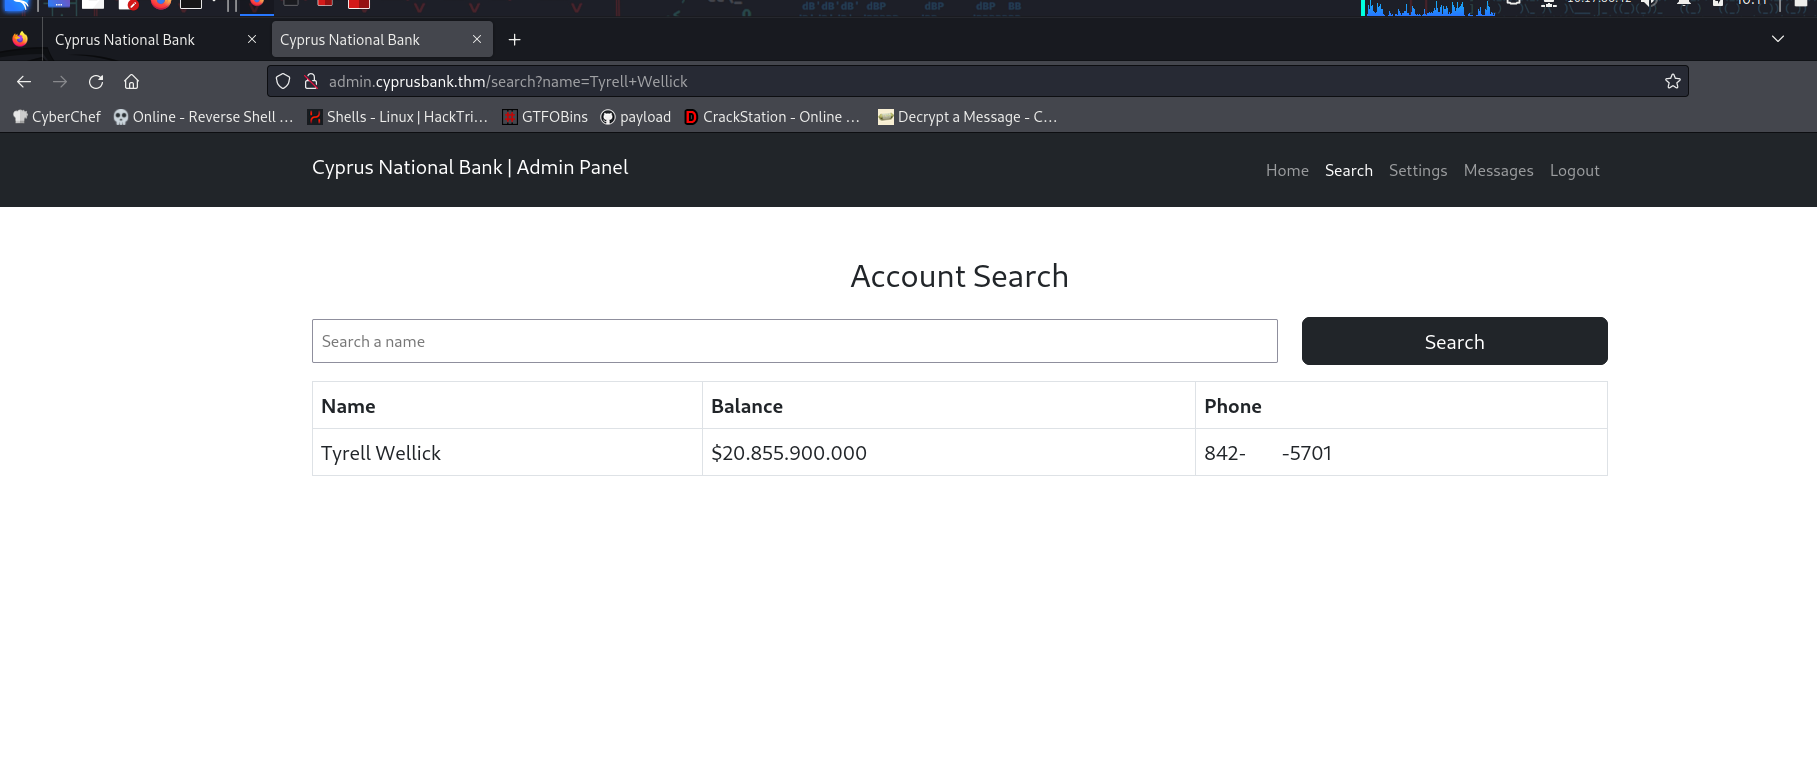 Cyprus National Bank
Cyprus National Bank
admin.cyprusbank.thm/search?name=Tyrell+Wellick
CyberChef
Online - Reverse Shell …
Shells - Linux | HackTri…
GTFOBins
payload
CrackStation - Online …
Decrypt a Message - C…
Cyprus National Bank | Admin Panel
Home
Search
Settings
Messages
Logout
Account Search
Search a name
Search
Name Balance Phone
Tyrell Wellick $20.855.900.000 842- -5701